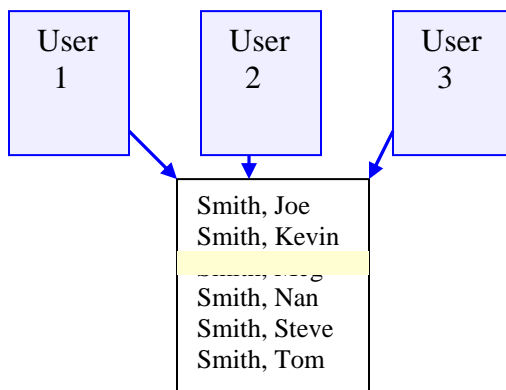 User
1
User
2
User
3
Smith, Joe
Smith, Kevin
Smith, Nan
Smith, Steve
Smith, Tom